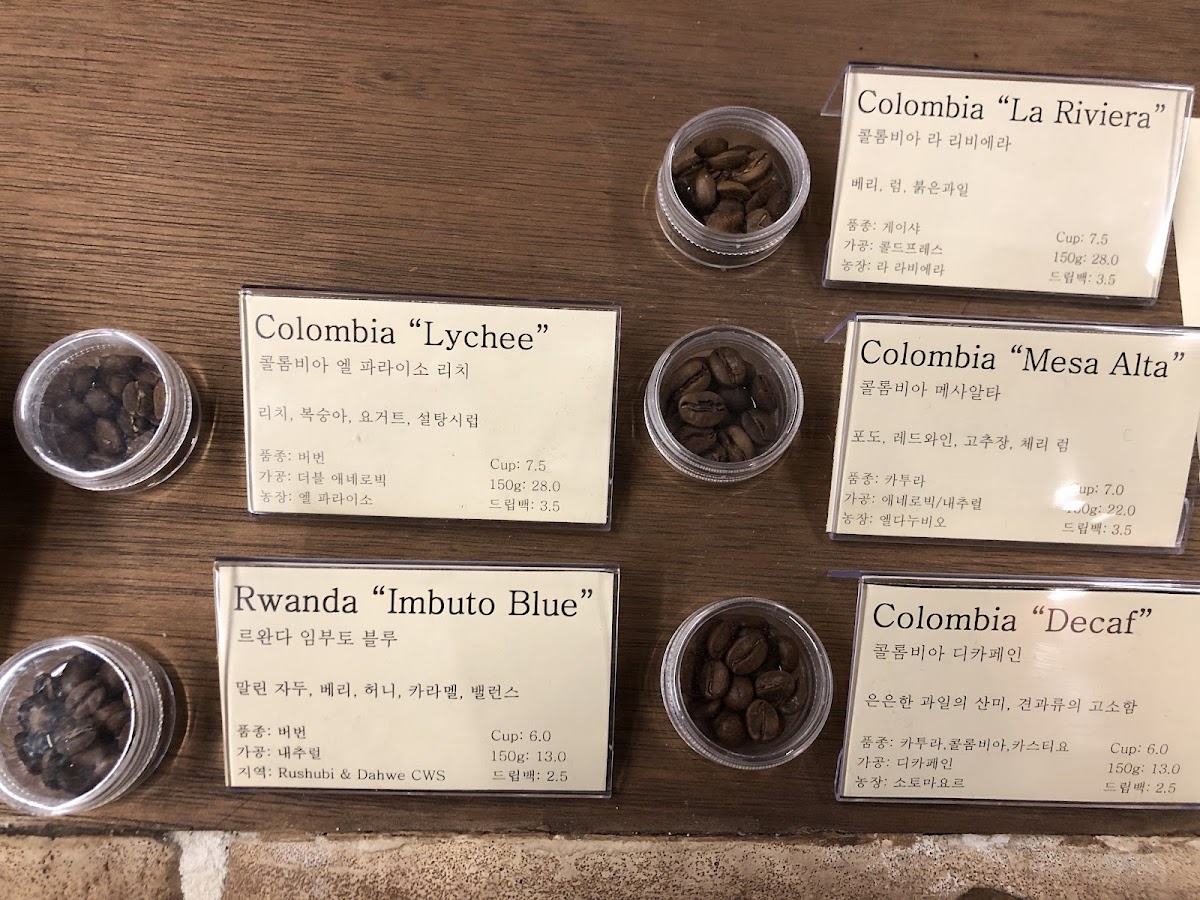 Colombia “La Riviera”
콜롬비아 라 리비에라
베리, 럼, 붉은과일
품종: 게이샤
가공: 콜드프레스
농장: 라 라비에라
Cup: 7.5
150g: 28.0
드립백: 3.5
Colombia “Lychee”
콜롬비아 엘 파라이소 리치
리치, 복숭아, 요거트, 설탕시럽
품종: 버번
가공: 더블 애네로빅
농장: 엘 파라이소
Cup: 7.5
150g: 28.0
드립백: 3.5
Colombia “Mesa Alta”
콜롬비아 메사알타
포도, 레드와인, 고추장, 체리 럼
품종: 카투라
가공: 애네로빅/내추럴
농장: 엘다누비오
Cup: 7.0
150g: 22.0
드립백: 3.5
Rwanda “Imbuto Blue”
르완다 임부토 블루
말린 자두, 베리, 허니, 카라멜, 밸런스
품종: 버번
가공: 내추럴
지역: Rushubi & Dahwe CWS
Cup: 6.0
150g: 13.0
드립백: 2.5
Colombia “Decaf”
콜롬비아 디카페인
은은한 과일의 산미, 견과류의 고소함
품종: 카투라.콜롬비아,카스티요
가공: 디카페인
농장: 소토마요르
Cup: 6.0
150g: 13.0
드립백: 2.5